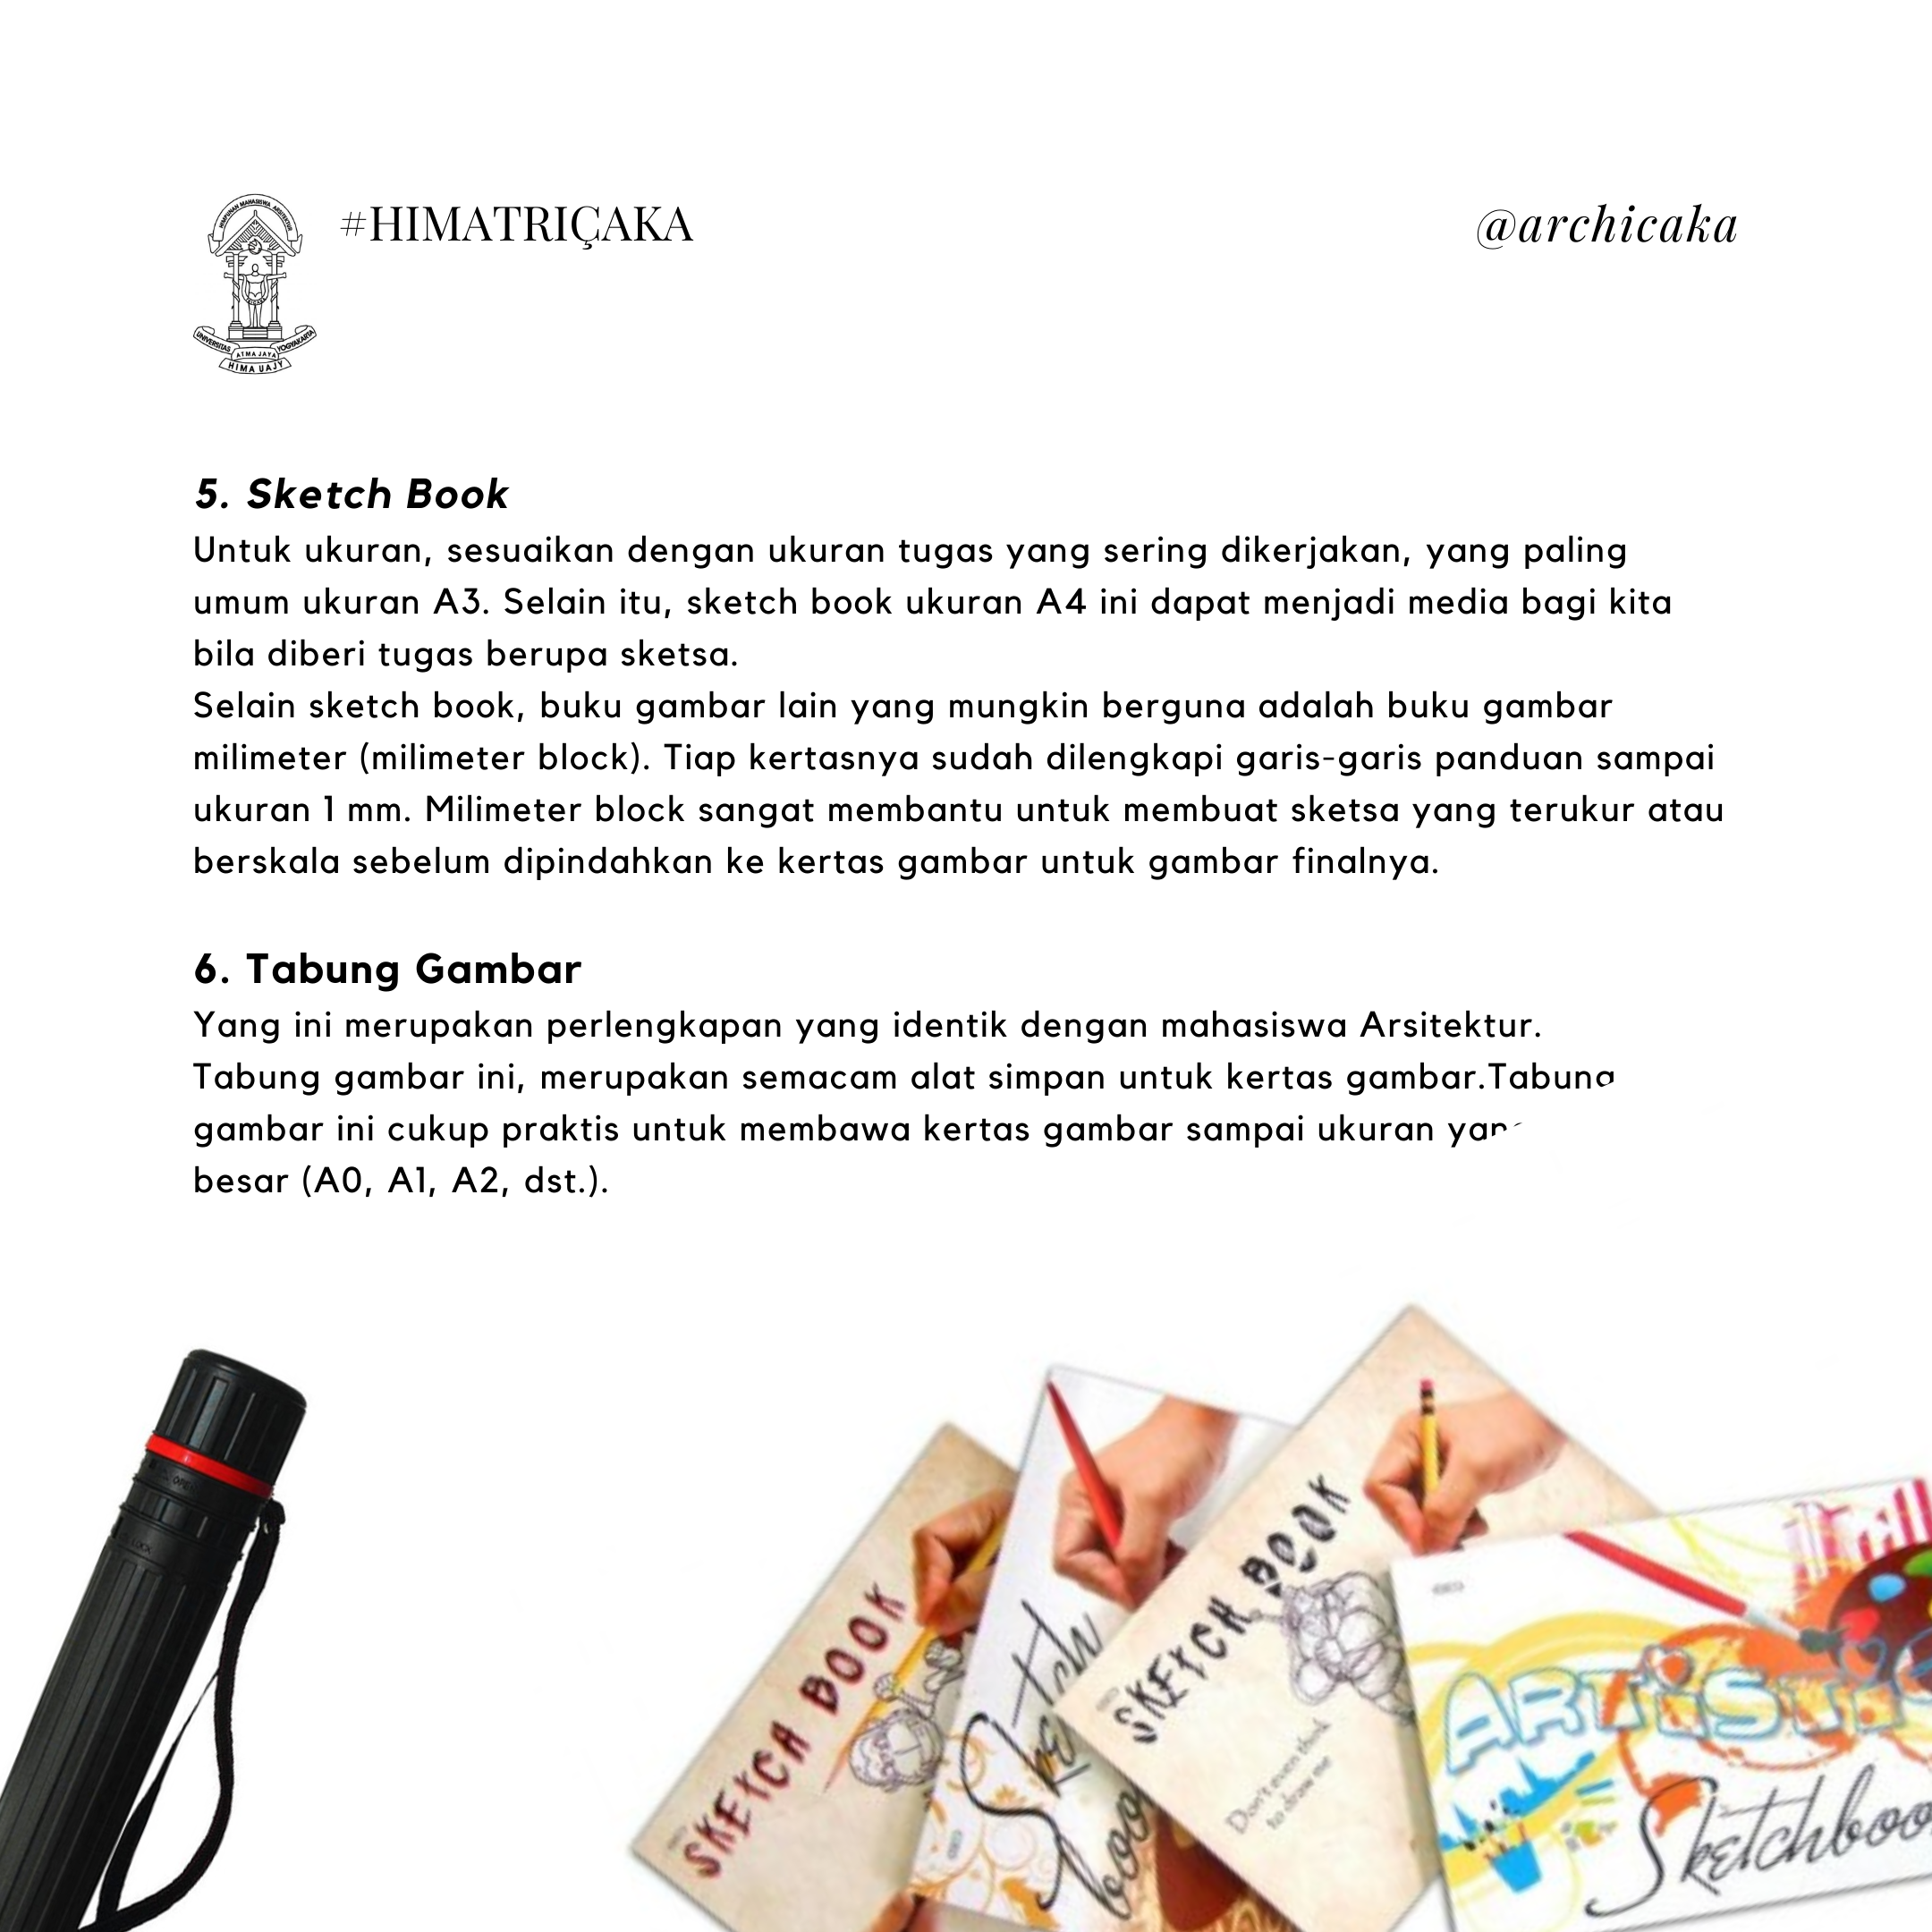 HIMPUNAN MAHASISWA ARSITEKTUR
UNIVERSITAS ATMA JAYA YOGYAKARTA
HIMA UAJY
#HIMATRIÇAKA
@archicaka
5. Sketch Book
Untuk ukuran, sesuaikan dengan ukuran tugas yang sering dikerjakan, yang paling
umum ukuran A3. Selain itu, sketch book ukuran A4 ini dapat menjadi media bagi kita
bila diberi tugas berupa sketsa.
Selain sketch book, buku gambar lain yang mungkin berguna adalah buku gambar
milimeter (milimeter block). Tiap kertasnya sudah dilengkapi garis-garis panduan sampai
ukuran 1 mm. Milimeter block sangat membantu untuk membuat sketsa yang terukur atau
berskala sebelum dipindahkan ke kertas gambar untuk gambar finalnya.
6. Tabung Gambar
Yang ini merupakan perlengkapan yang identik dengan mahasiswa Arsitektur.
Tabung gambar ini, merupakan semacam alat simpan untuk kertas gambar.Tabung
gambar ini cukup praktis untuk membawa kertas gambar sampai ukuran yang
besar (A0, A1, A2, dst.).
SKETCH BOOK
Sketch
book
SKETCH BOOK
Don't even think
to draw me
ARTISTIC
Sketchboo